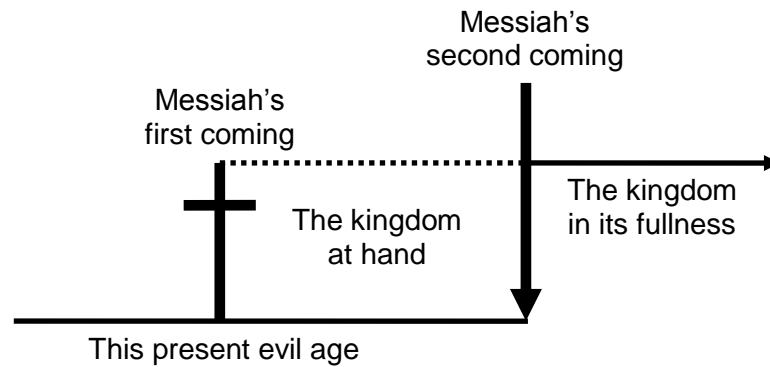 Messiah's
second coming
Messiah's
first coming
The kingdom
at hand
The kingdom
in its fullness
This present evil age